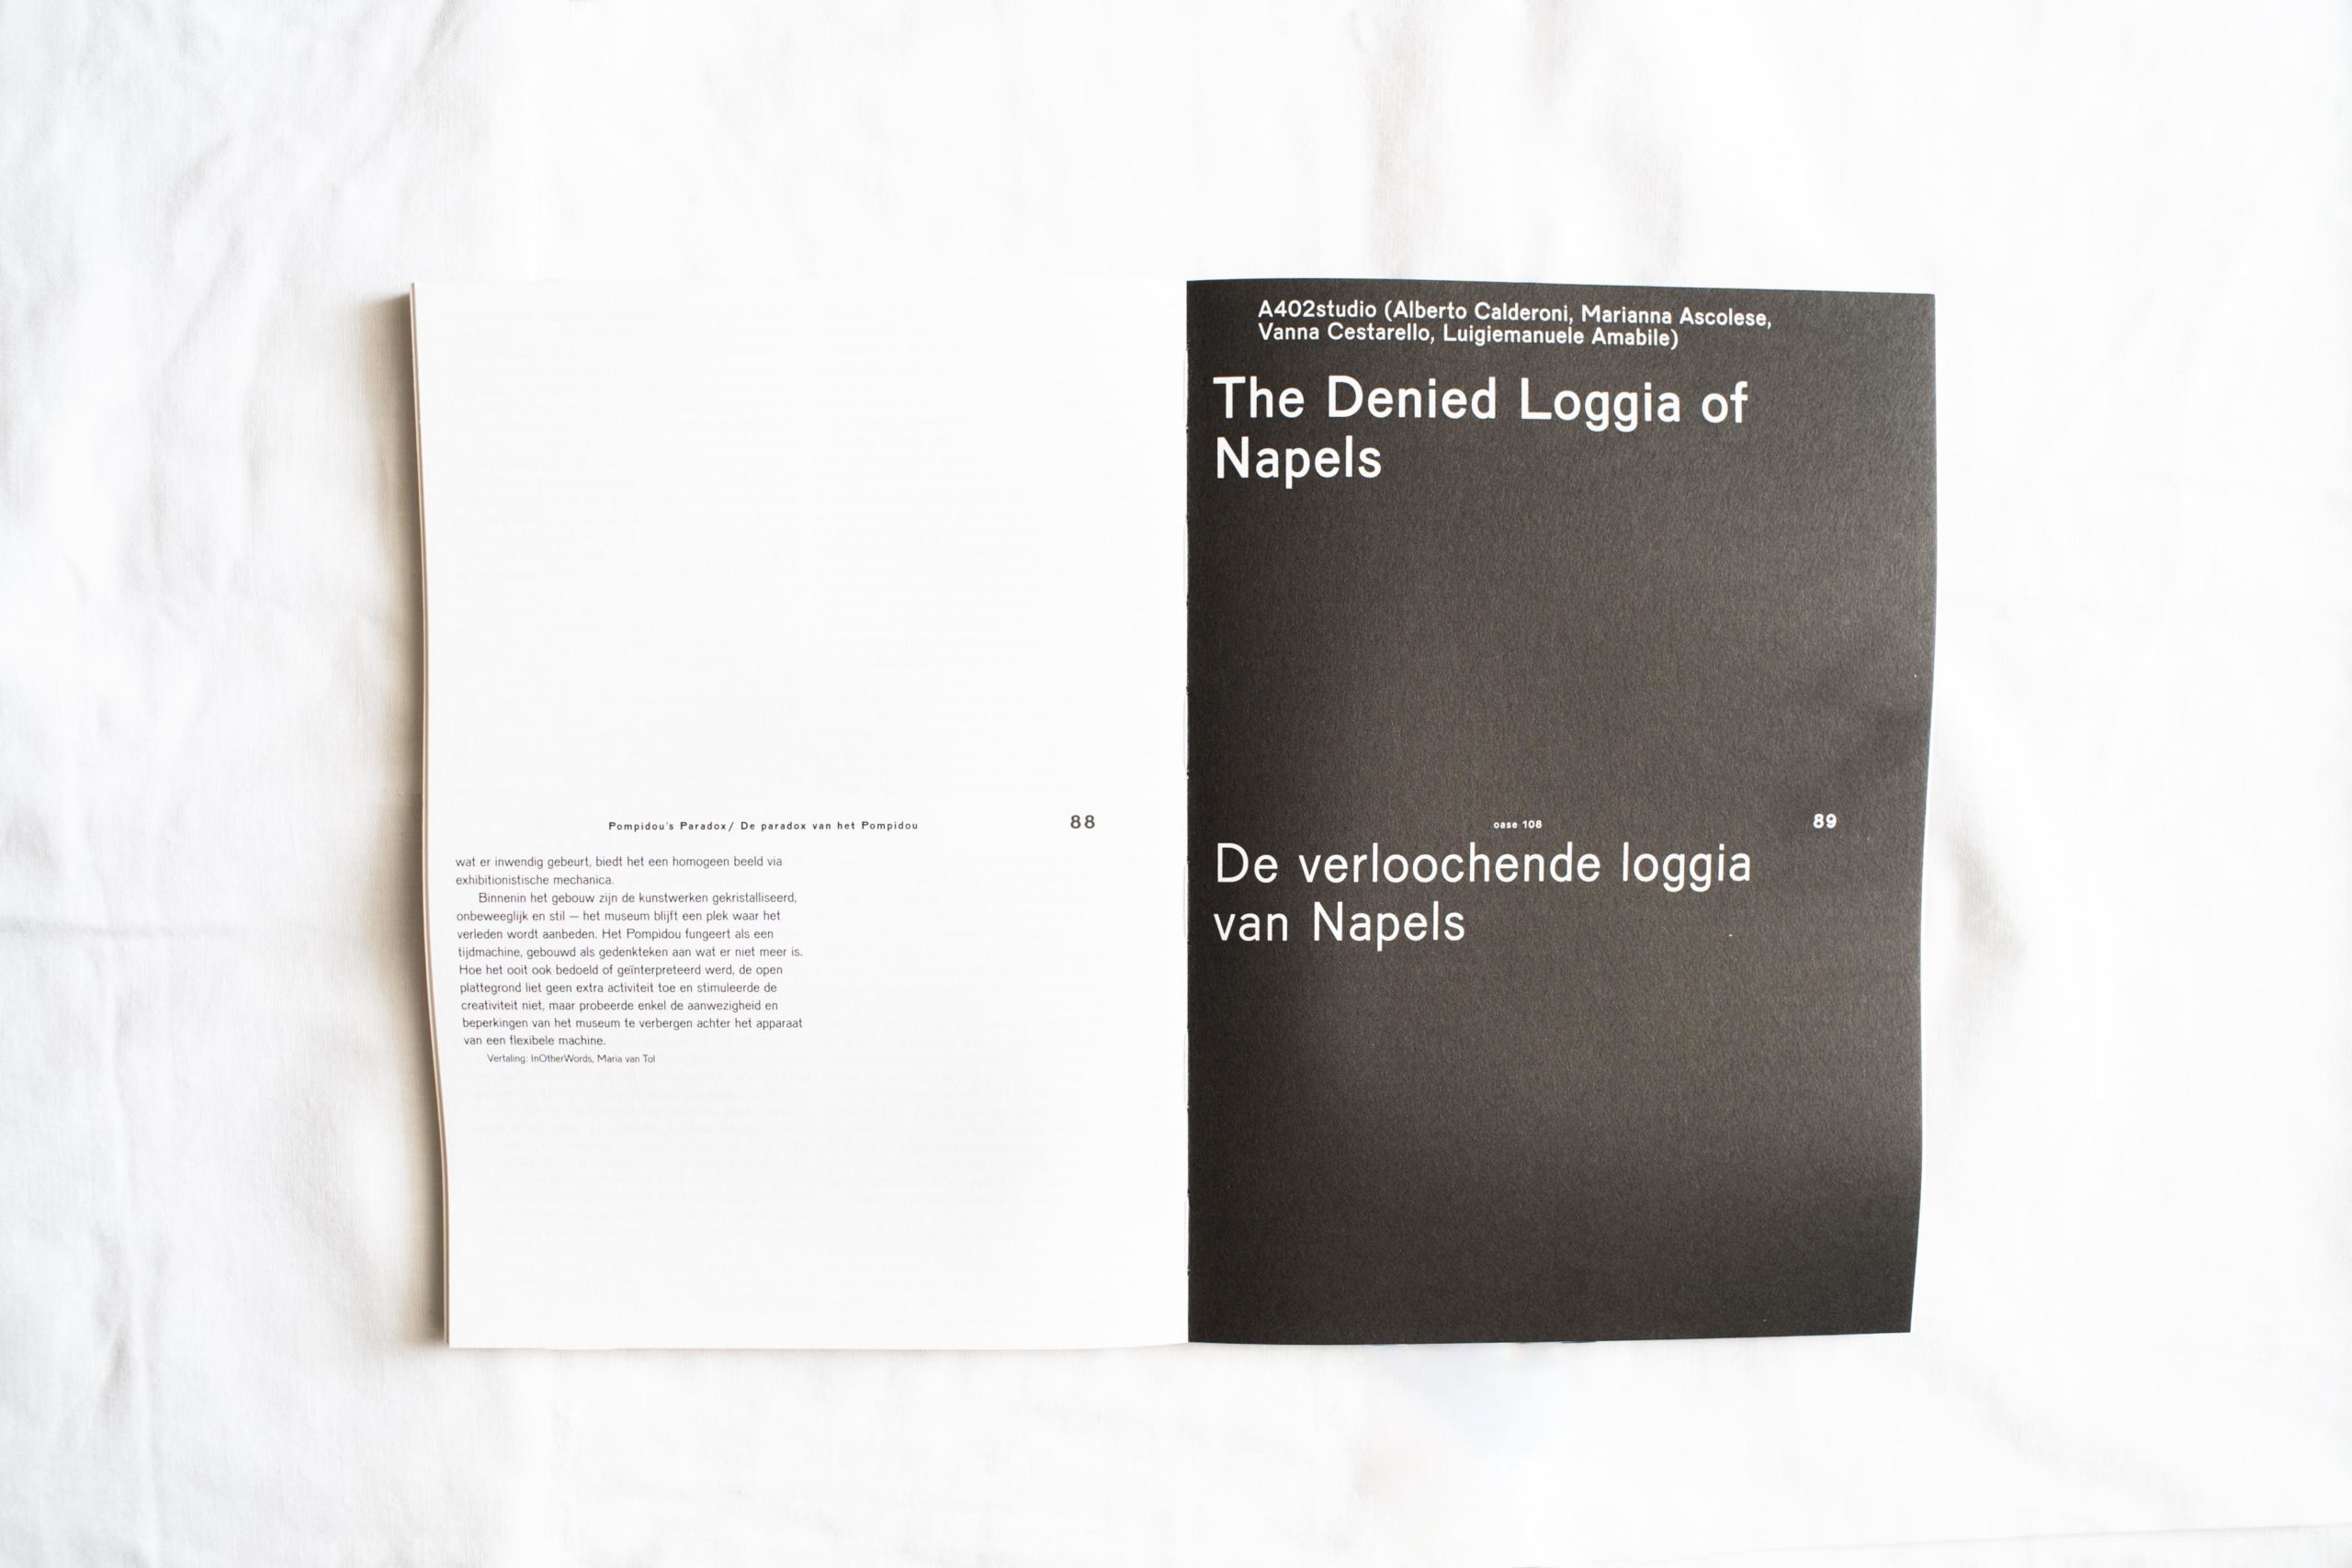 Pompidou's Paradox/ De paradox van het Pompidou
88
wat er inwendig gebeurt, biedt het een homogeen beeld via
exhibitionistische mechanica.
Binnenin het gebouw zijn de kunstwerken gekristalliseerd,
onbeweeglijk en stil — het museum blijft een plek waar het
verleden wordt aanbeden. Het Pompidou fungeert als een
tijdmachine, gebouwd als gedenkteken aan wat er niet meer is.
Hoe het ooit ook bedoeld of geïnterpreteerd werd, de open
plattegrond liet geen extra activiteit toe en stimuleerde de
creativiteit niet, maar probeerde enkel de aanwezigheid en
beperkingen van het museum te verbergen achter het apparaat
van een flexibele machine.
Vertaling: InOtherWords, Maria van Tol
A402studio (Alberto Calderoni, Marianna Ascolese,
Vanna Cestarello, Luigiemanuele Amabile)
The Denied Loggia of
Napels
oase 108
89
De verloochende loggia
van Napels